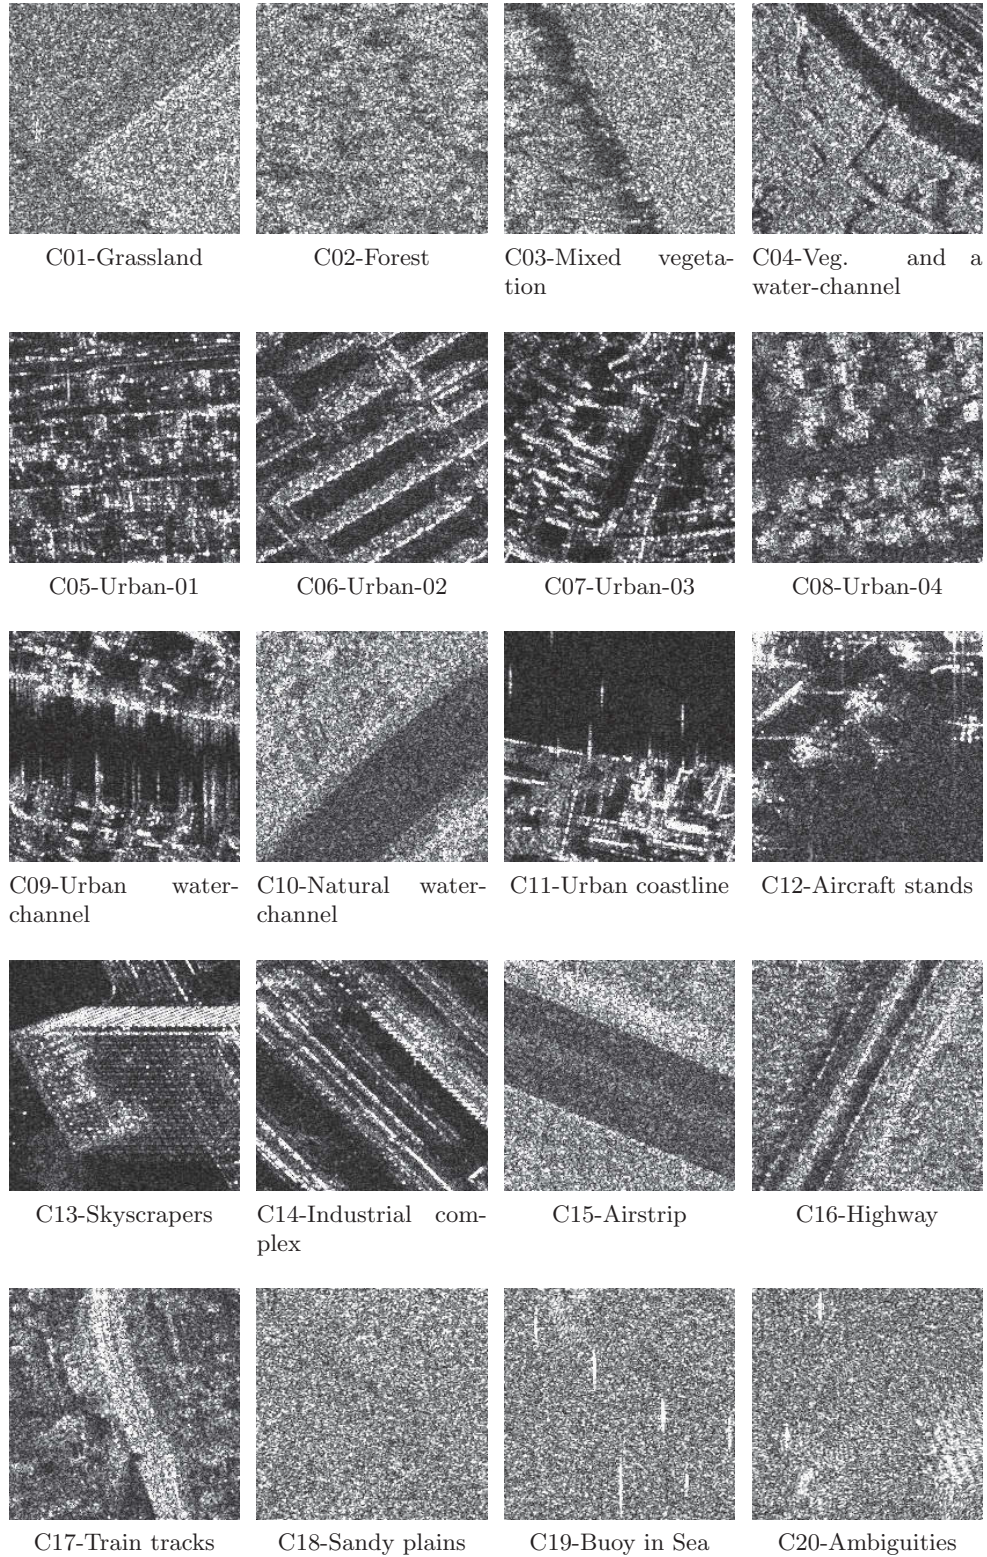 C01-Grassland
C02-Forest
C03-Mixed vegeta-
tion
C04-Veg. and a
water-channel
C05-Urban-01
C06-Urban-02
C07-Urban-03
C08-Urban-04
C09-Urban water-
channel
C10-Natural water-
channel
C11-Urban coastline
C12-Aircraft stands
C13-Skyscrapers
C14-Industrial com-
plex
C15-Airstrip
C16-Highway
C17-Train tracks
C18-Sandy plains
C19-Buoy in Sea
C20-Ambiguities